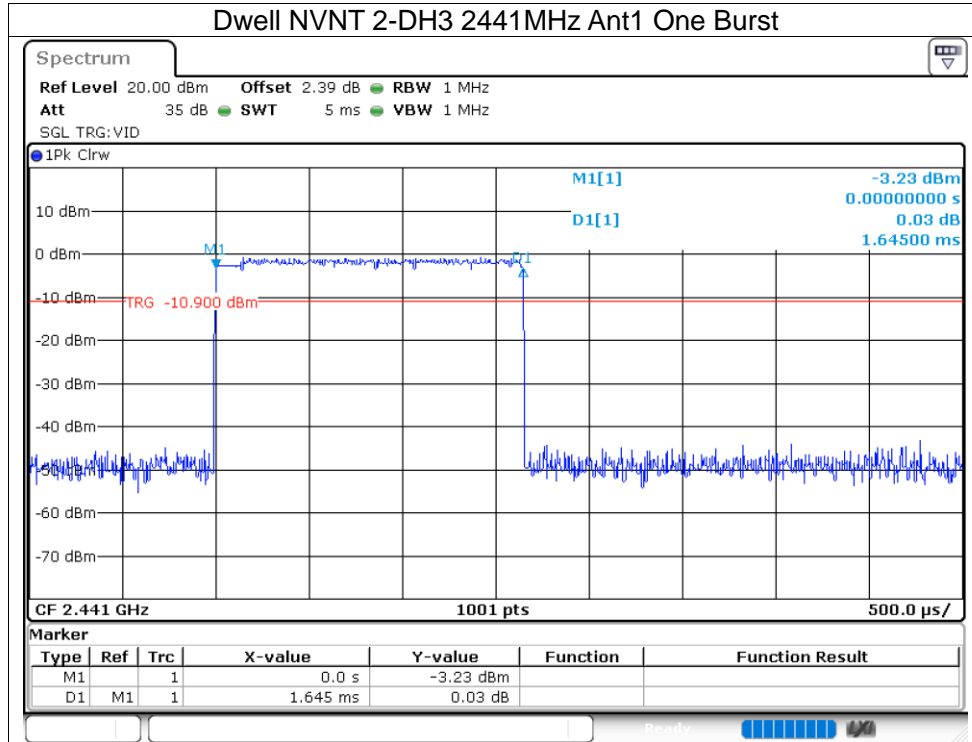 Dwell NVNT 2-DH3 2441MHz Ant1 One Burst
Spectrum
Ref Level 20.00 dBm Offset 2.39 dB RBW 1 MHz
Att 35 dB SWT 5 ms VBW 1 MHz
SGL TRG:VID
1Pk Clrw
M1[1] -3.23 dBm
0.00000000 s
D1[1] 0.03 dB
1.64500 ms
10 dBm
0 dBm
M1
D1
-10 dBm
TRG -10.900 dBm
-20 dBm
-30 dBm
-40 dBm
-50 dBm
-60 dBm
-70 dBm
CF 2.441 GHz 1001 pts 500.0 µs/
Marker
Type Ref Trc X-value Y-value Function Function Result
M1 1 0.0 s -3.23 dBm
D1 M1 1 1.645 ms 0.03 dB
Ready